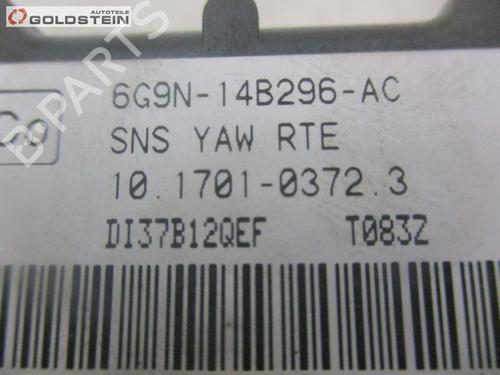 AUTOTEILE
GOLDSTEIN
B-PARTS
6G9N-14B296-AC
SNS YAW RTE
10.1701-0372.3
DI37B12QEF T083Z